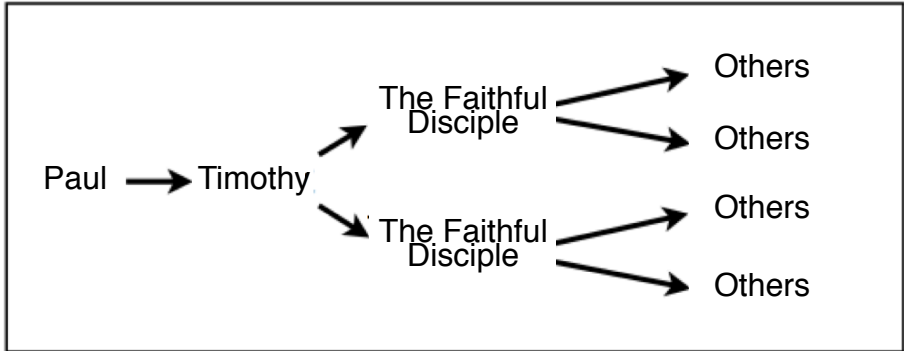 Paul
Timothy
The Faithful
Disciple
The Faithful
Disciple
Others
Others
Others
Others